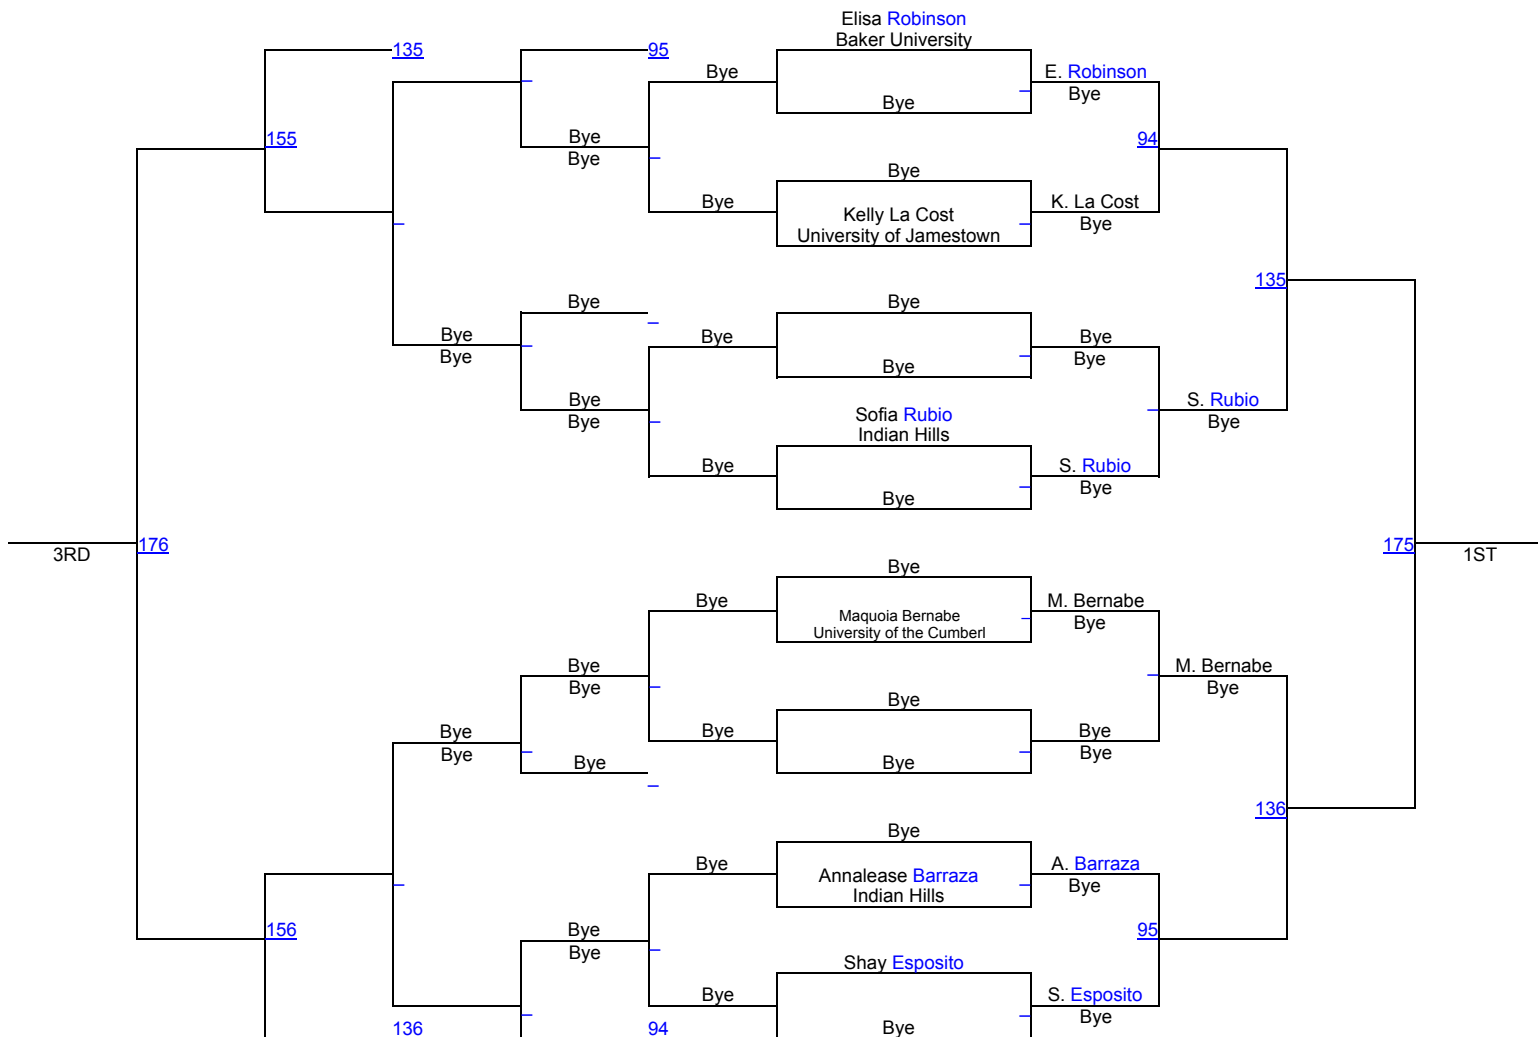 Elisa Robinson
Baker University
135
95
Bye
E. Robinson
Bye
Bye
155
Bye
Bye
94
Bye
Bye
Kelly La Cost
University of Jamestown
K. La Cost
Bye
135
Bye
Bye
Bye
Bye
Bye
Bye
Bye
Bye
Bye
Bye
Bye
Sofia Rubio
Indian Hills
S. Rubio
Bye
Bye
S. Rubio
Bye
Bye
3RD
176
175
1ST
Bye
Bye
Maquoia Bernabe
University of the Cumberl
M. Bernabe
Bye
Bye
Bye
M. Bernabe
Bye
Bye
Bye
Bye
Bye
Bye
Bye
Bye
Bye
Bye
136
Bye
Bye
Annalease Barraza
Indian Hills
A. Barraza
Bye
156
Bye
Bye
95
Shay Esposito
Bye
S. Esposito
Bye
136
94
Bye